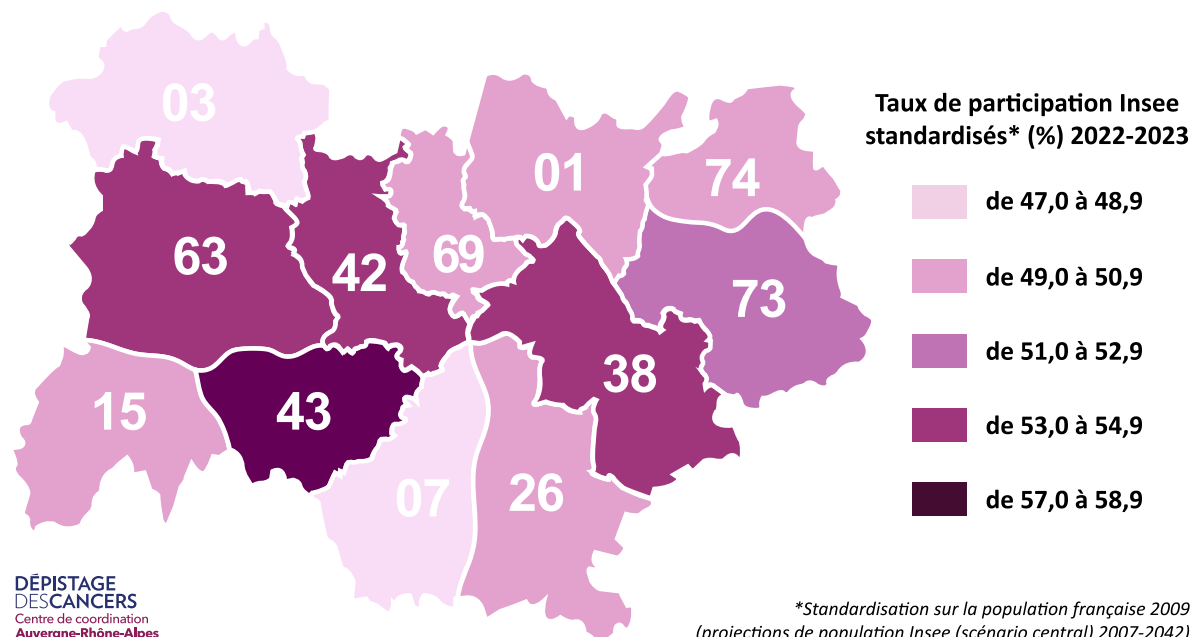 03
01
74
63
42
69
73
38
15
43
07
26
Taux de participation Insee
standardisés* (%) 2022-2023
de 47,0 à 48,9
de 49,0 à 50,9
de 51,0 à 52,9
de 53,0 à 54,9
de 57,0 à 58,9
DÉPISTAGE
DESCANCERS
Centre de coordination
Auvergne-Rhône-Alpes
*Standardisation sur la population française 2009
(projections de population Insee (scénario central) 2007-2042)